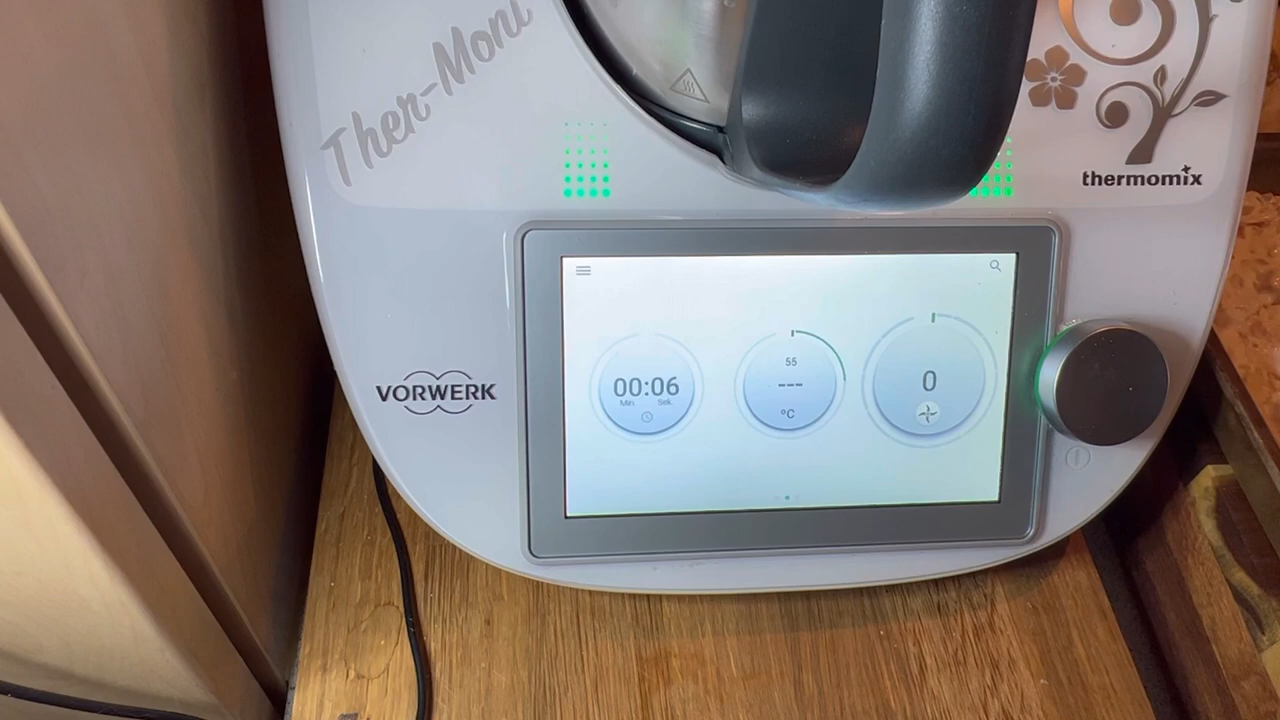 Ther-Moni
thermomix
VORWERK
00:06
Min. Sek.
55
---
°C
0